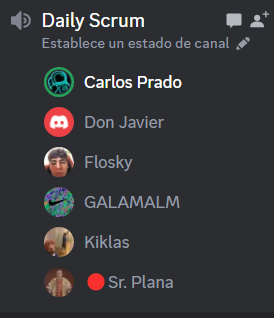 Daily Scrum
Establece un estado de canal
Carlos Prado
Don Javier
Flosky
GALAMALM
Kiklas
🔴Sr. Plana